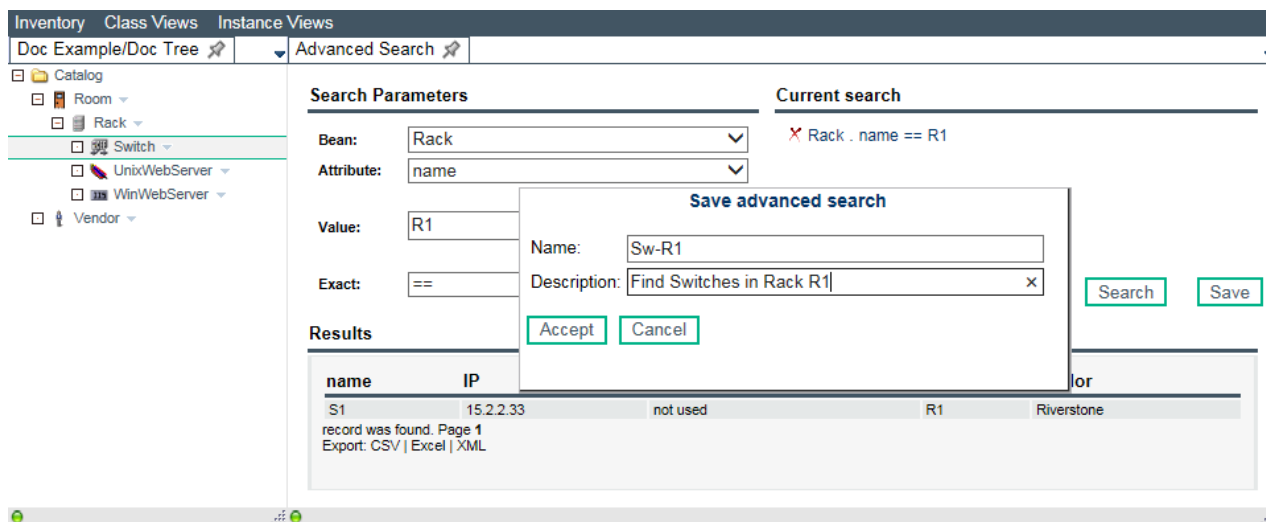 Inventory Class Views Instance Views
Doc Example/Doc Tree
Advanced Search
Catalog
Room
Rack
Switch
UnixWebServer
WinWebServer
Vendor
Search Parameters
Current search
Bean: Rack
Rack . name == R1
Attribute: name
Value: R1
Exact: ==
Save advanced search
Name: Sw-R1
Description: Find Switches in Rack R1
Accept Cancel
Search Save
Results
name IP
S1 15.2.2.33 not used R1 Riverstone
record was found. Page 1
Export: CSV | Excel | XML